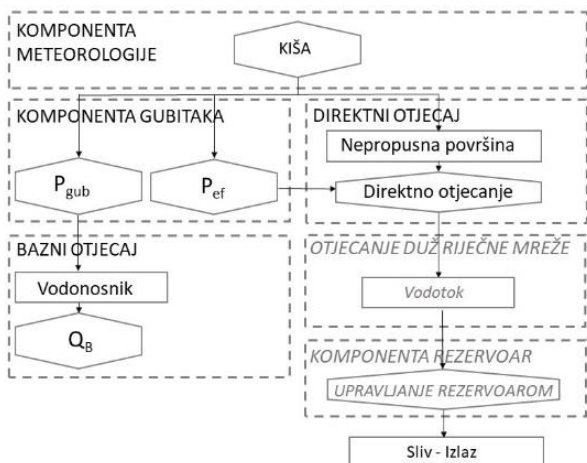 KOMPONENTA
METEOROLOGIJE
KIŠA
KOMPONENTA GUBITAKA
P_gub
P_ef
DIREKTNI OTJECAJ
Nepropusna površina
Direktno otjecanje
BAZNI OTJECAJ
Vodonosnik
Q_B
OTJECANJE DUŽ RIJEČNE MREŽE
Vodotok
KOMPONENTA REZERVOAR
UPRAVLJANJE REZERVOAROM
Sliv - Izlaz